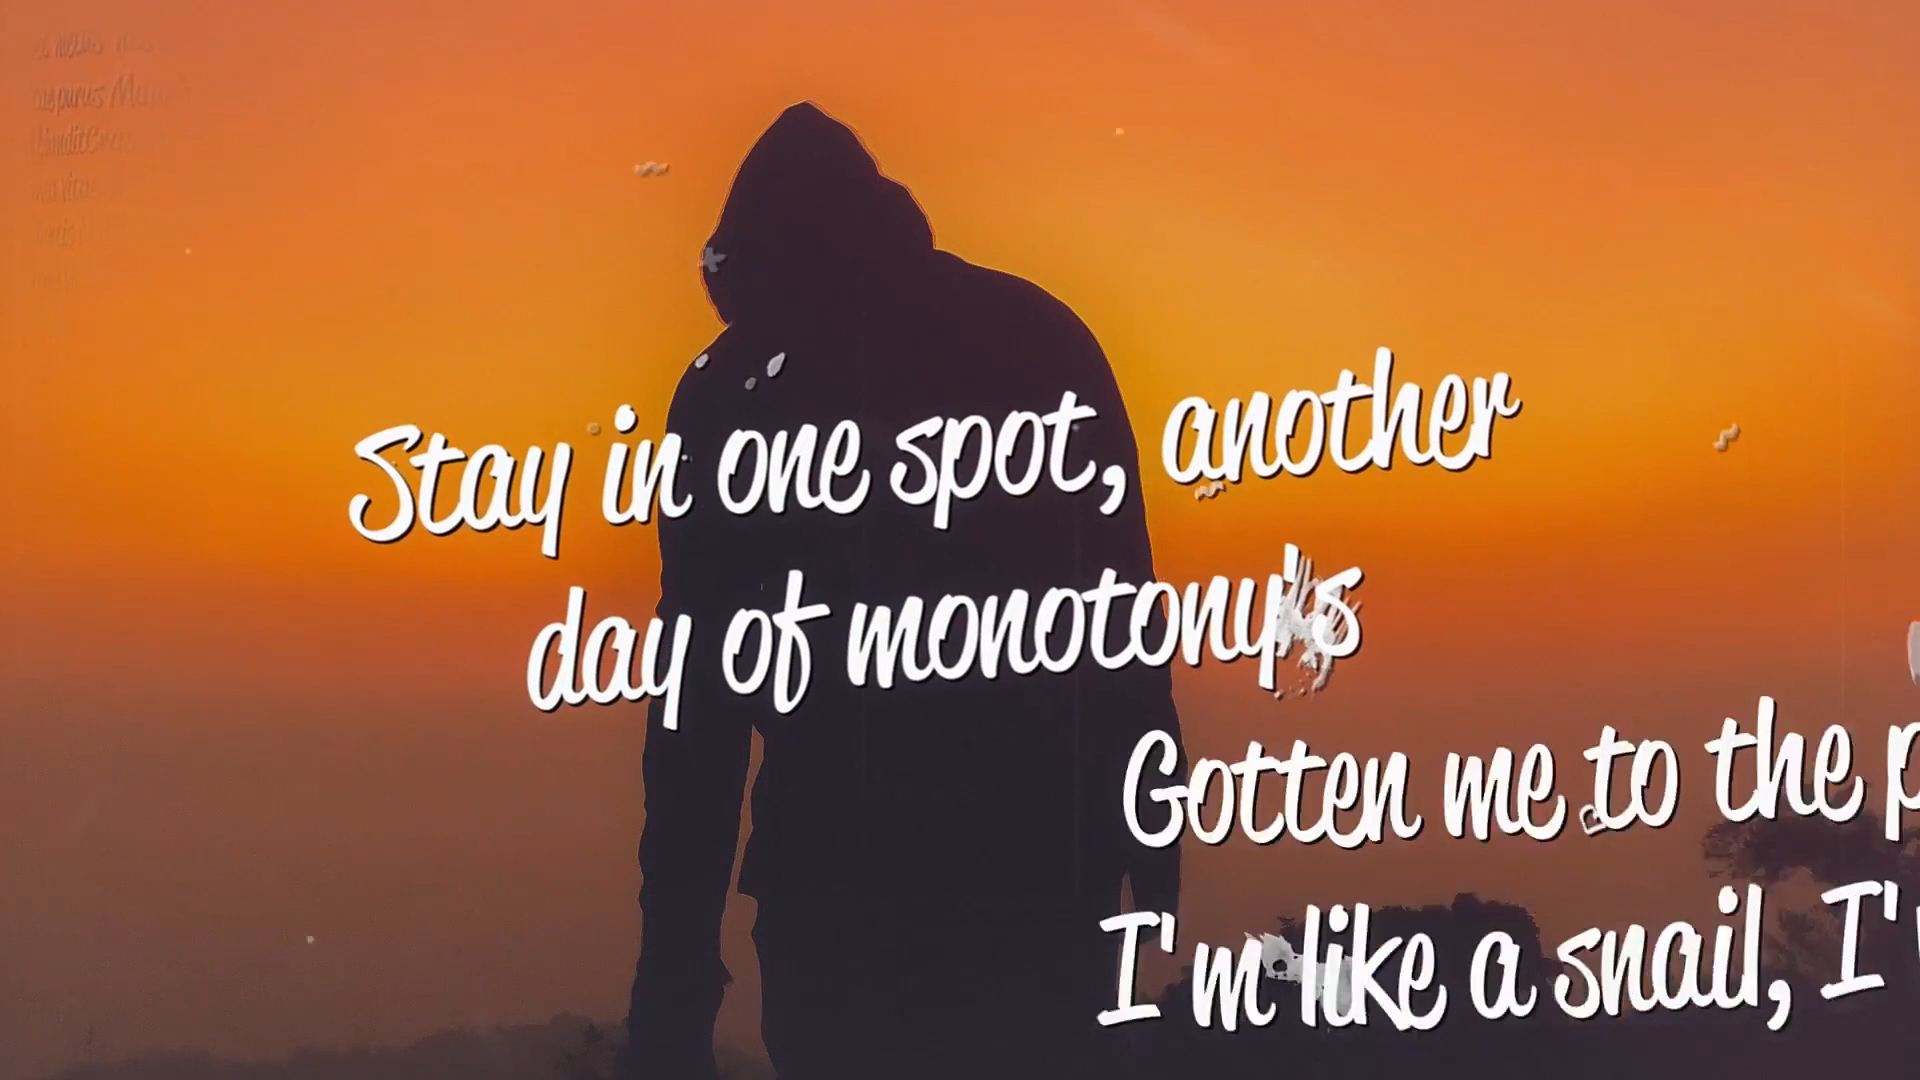 Stay in one spot, another
day of monotony's
Gotten me to the
I'm like a snail,